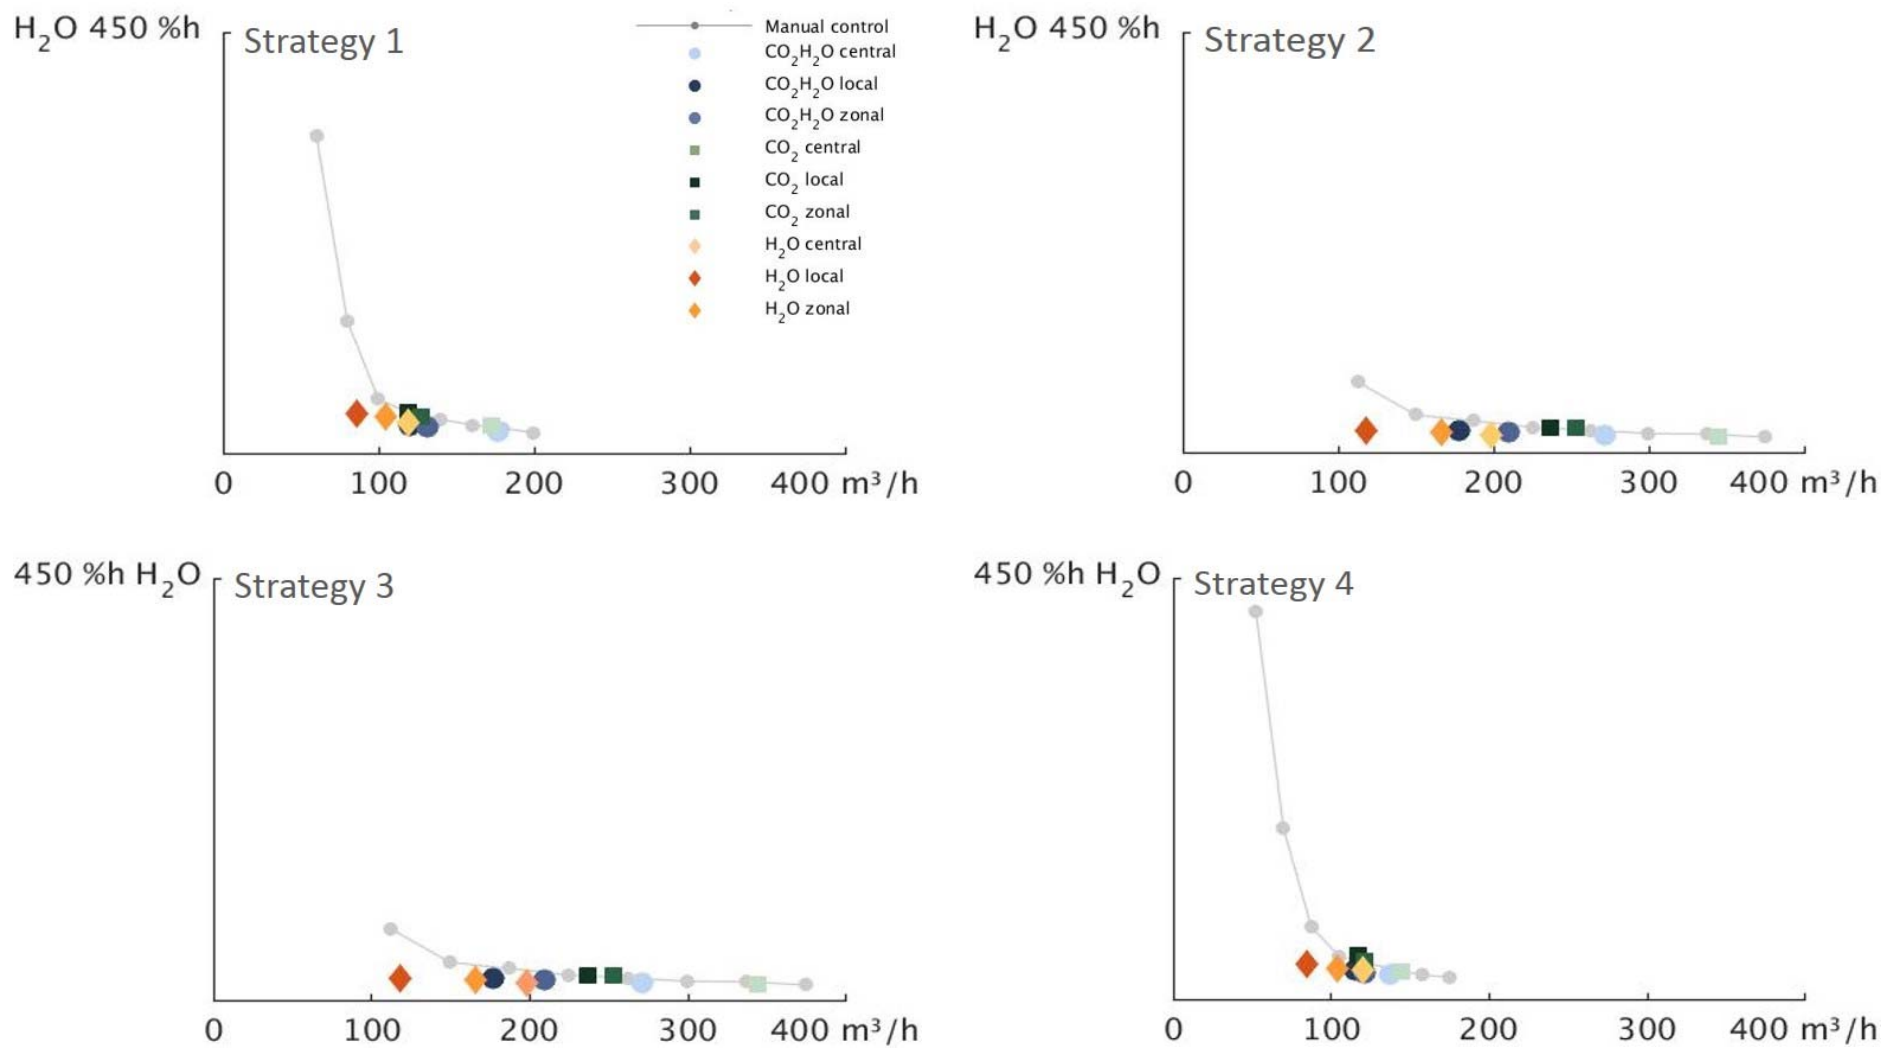 H₂O 450 %h
Strategy 1
Manual control
CO₂H₂O central
CO₂H₂O local
CO₂H₂O zonal
CO₂ central
CO₂ local
CO₂ zonal
H₂O central
H₂O local
H₂O zonal
0 100 200 300 400 m³/h
H₂O 450 %h
Strategy 2
0 100 200 300 400 m³/h
450 %h H₂O
Strategy 3
0 100 200 300 400 m³/h
450 %h H₂O
Strategy 4
0 100 200 300 400 m³/h